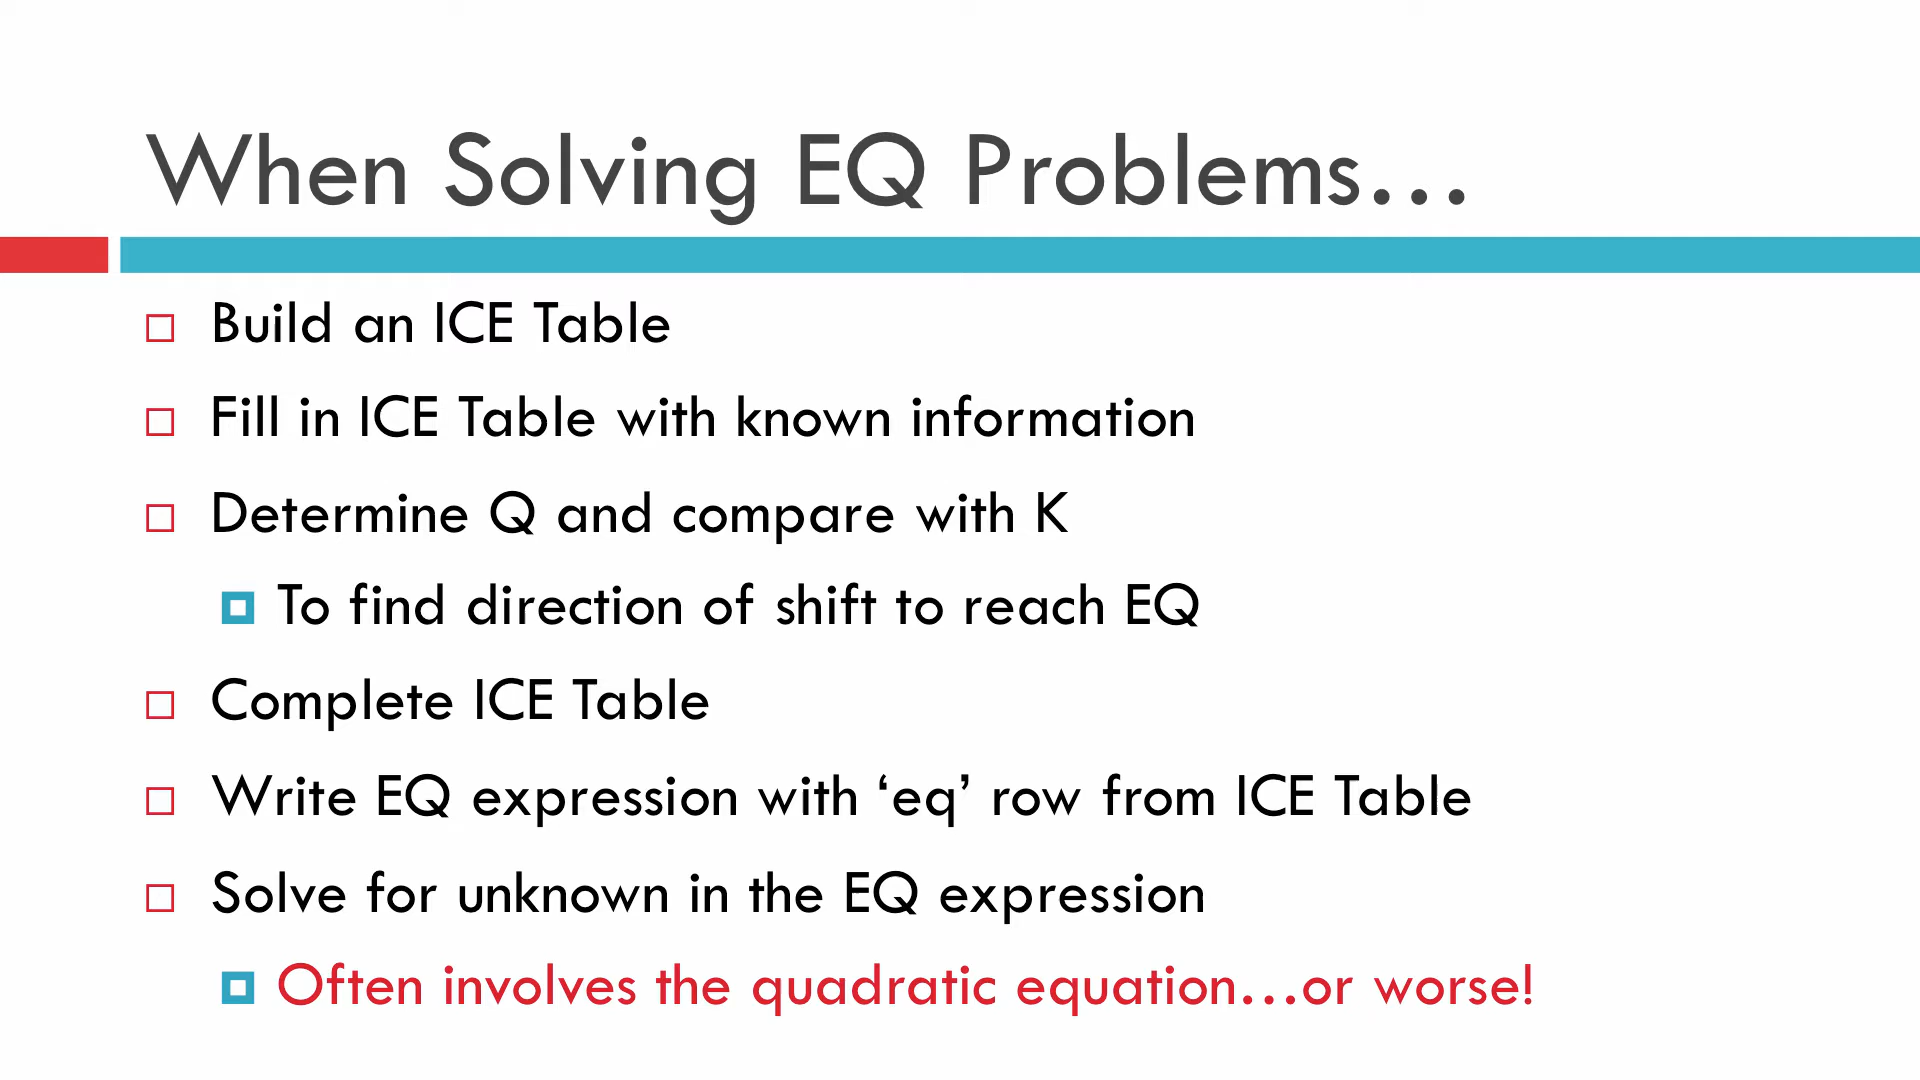 When Solving EQ Problems…
Build an ICE Table
Fill in ICE Table with known information
Determine Q and compare with K
To find direction of shift to reach EQ
Complete ICE Table
Write EQ expression with ‘eq’ row from ICE Table
Solve for unknown in the EQ expression
Often involves the quadratic equation…or worse!